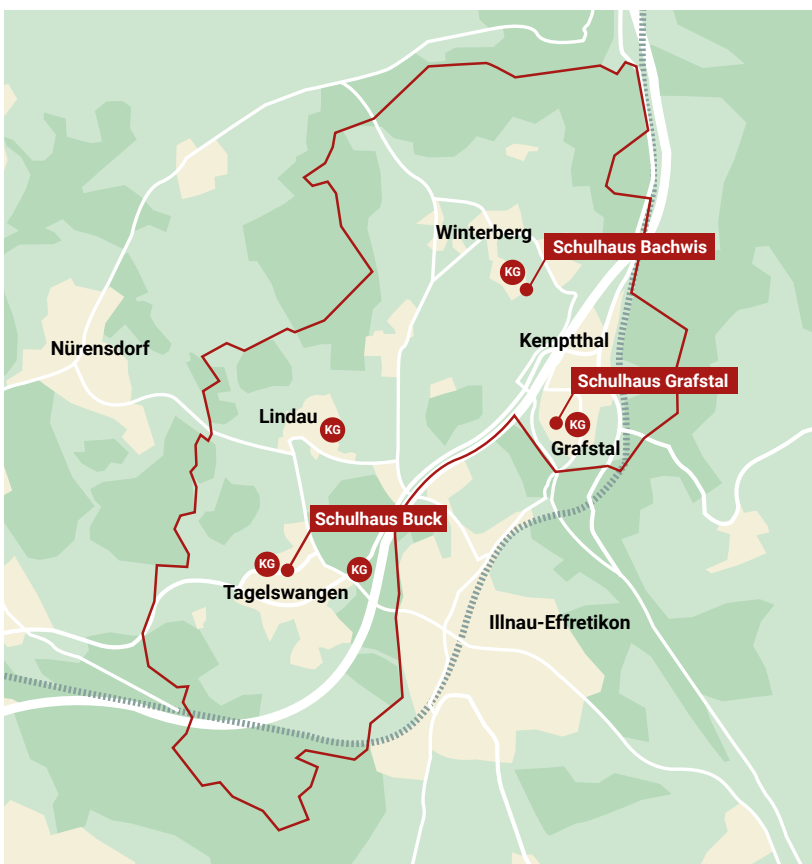 Winterberg
Schulhaus Bachwis
KG
Kemptthal
Nürensdorf
Schulhaus Grafstal
Lindau
KG
KG
Grafstal
Schulhaus Buck
KG
KG
Tagelswangen
Illnau-Effretikon